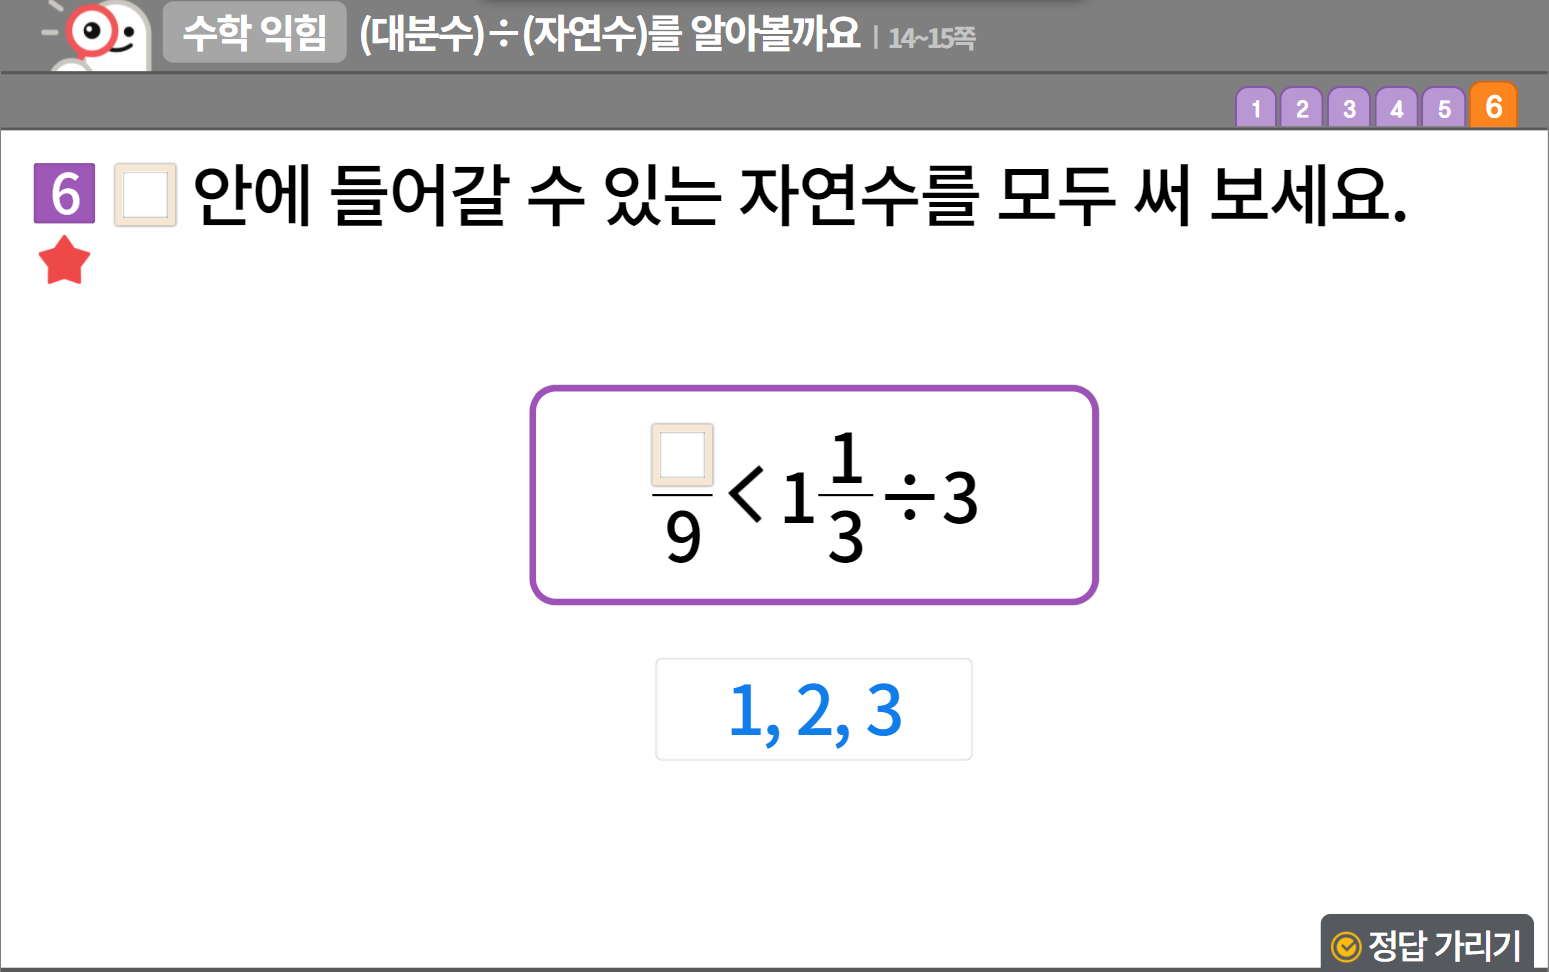 수학 익힘 (대분수)÷(자연수)를 알아볼까요 | 14~15쪽
1 2 3 4 5 6
6 □ 안에 들어갈 수 있는 자연수를 모두 써 보세요.
□/9 < 1 1/3 ÷ 3
1, 2, 3
정답 가리기